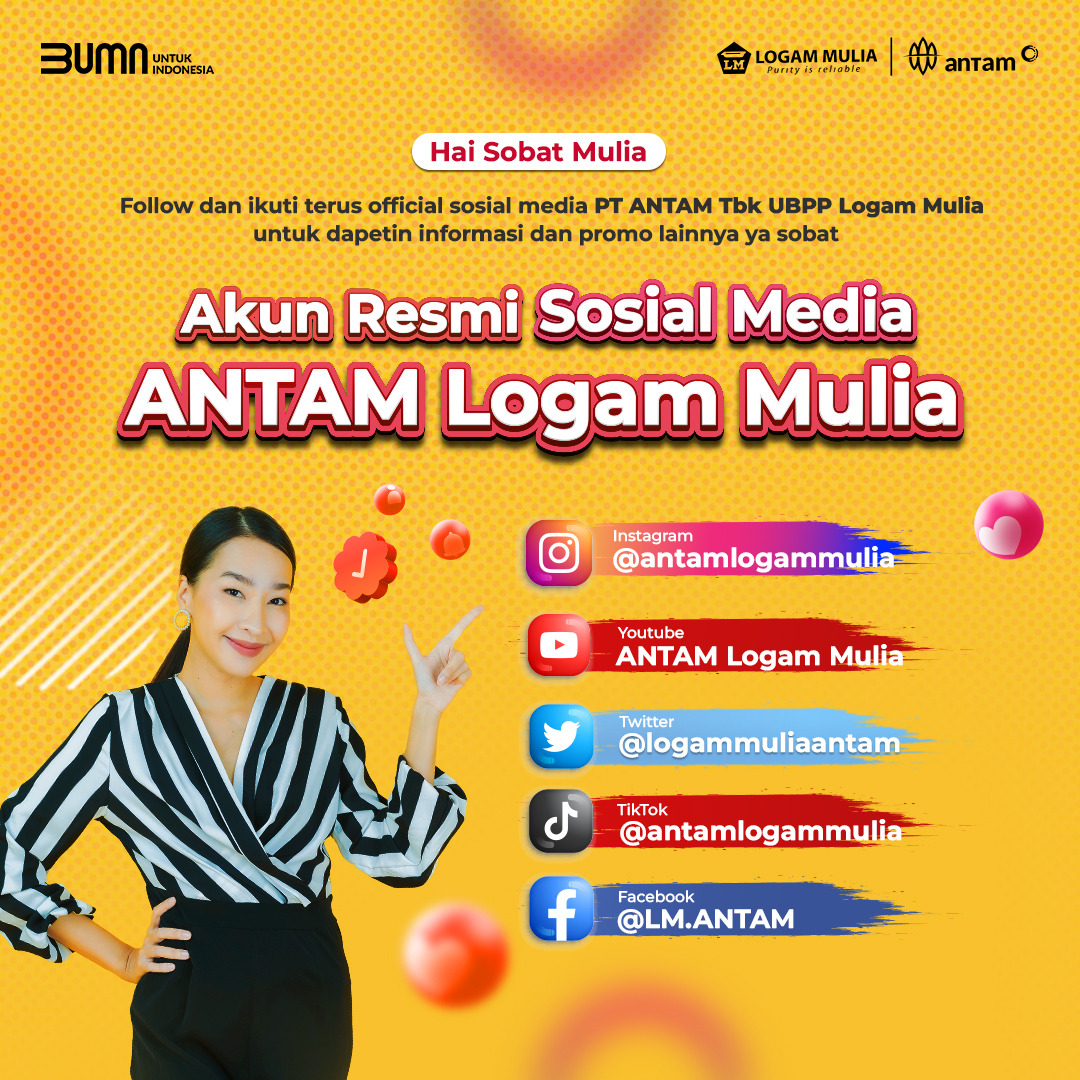 BUMN UNTUK
INDONESIA
LM LOGAM MULIA
Purity is reliable
antam
Hai Sobat Mulia
Follow dan ikuti terus official sosial media PT ANTAM Tbk UBPP Logam Mulia
untuk dapetin informasi dan promo lainnya ya sobat
Akun Resmi Sosial Media
ANTAM Logam Mulia
Instagram
@antamlogammulia
Youtube
ANTAM Logam Mulia
Twitter
@logammuliaantam
TikTok
@antamlogammulia
Facebook
@LM.ANTAM